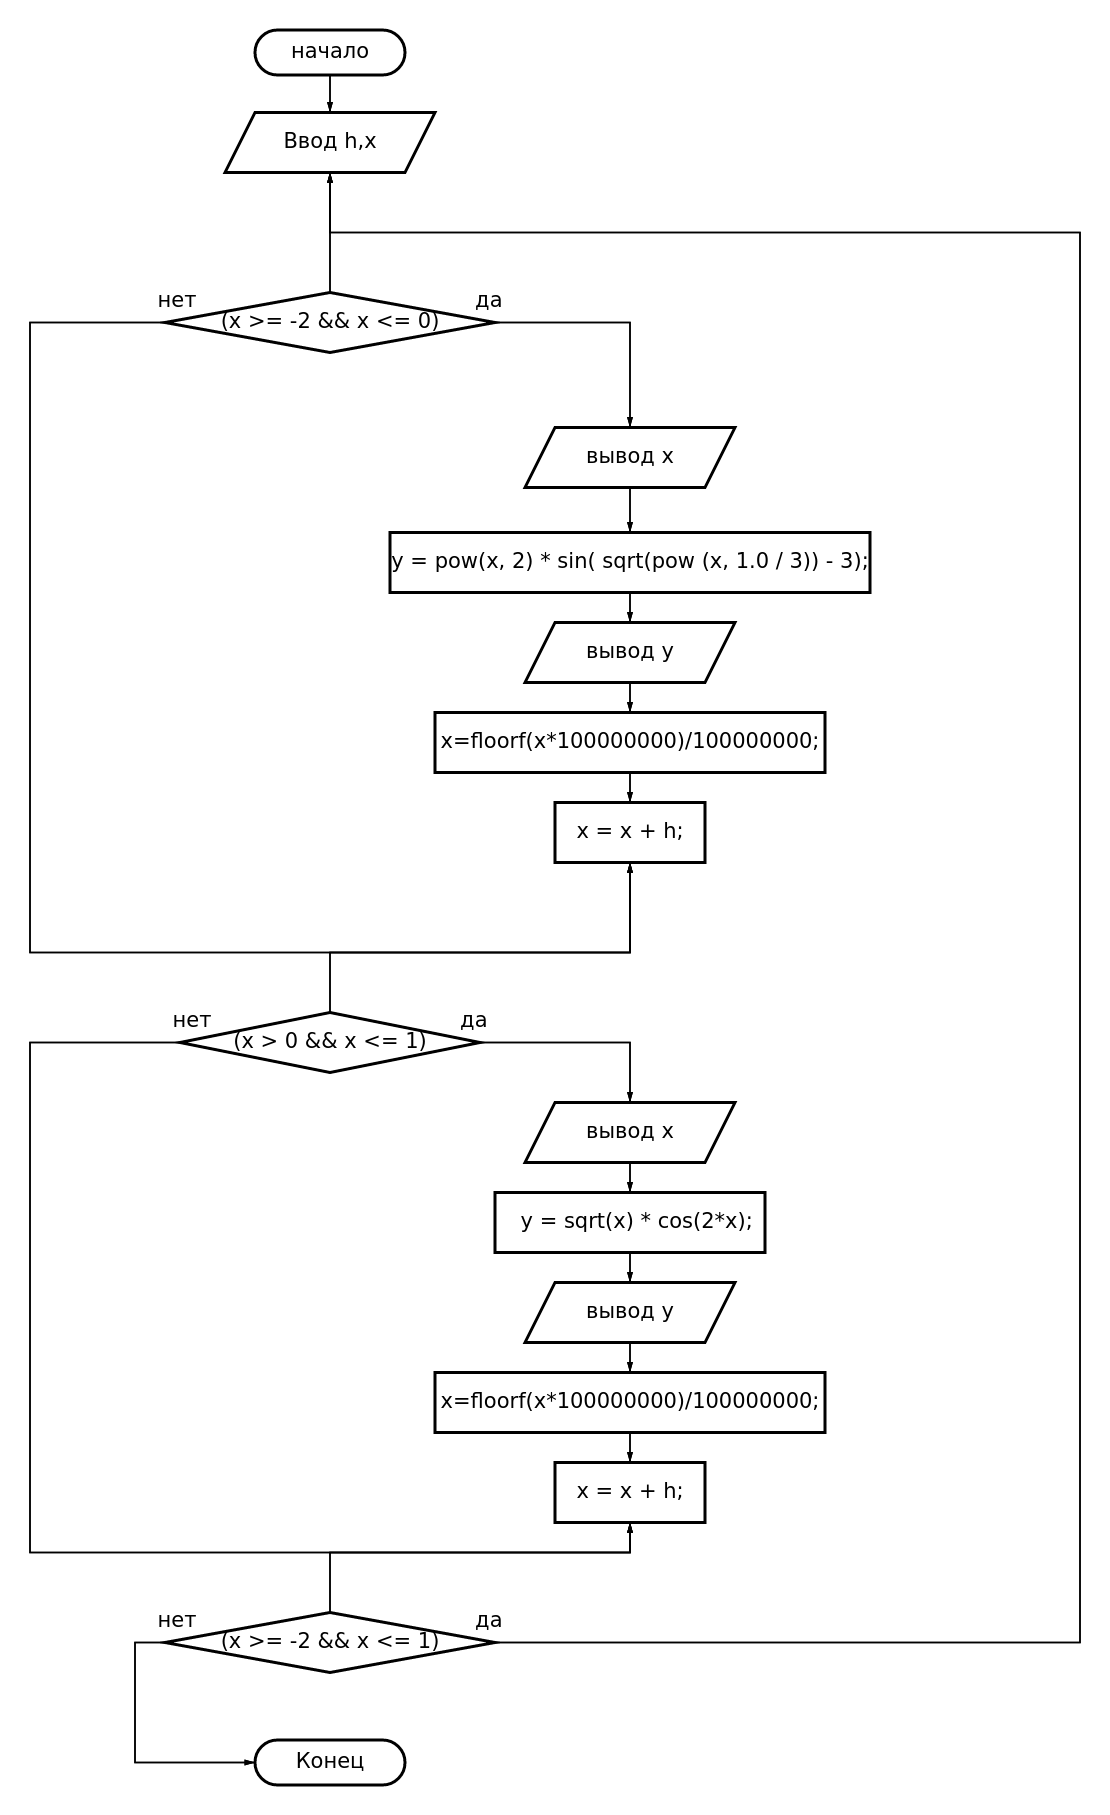 начало
Ввод h,x
нет
да
(x >= -2 && x <= 0)
вывод x
y = pow(x, 2) * sin( sqrt(pow (x, 1.0 / 3)) - 3);
вывод y
x=floorf(x*100000000)/100000000;
x = x + h;
нет
да
(x > 0 && x <= 1)
вывод x
y = sqrt(x) * cos(2*x);
вывод y
x=floorf(x*100000000)/100000000;
x = x + h;
нет
да
(x >= -2 && x <= 1)
Конец